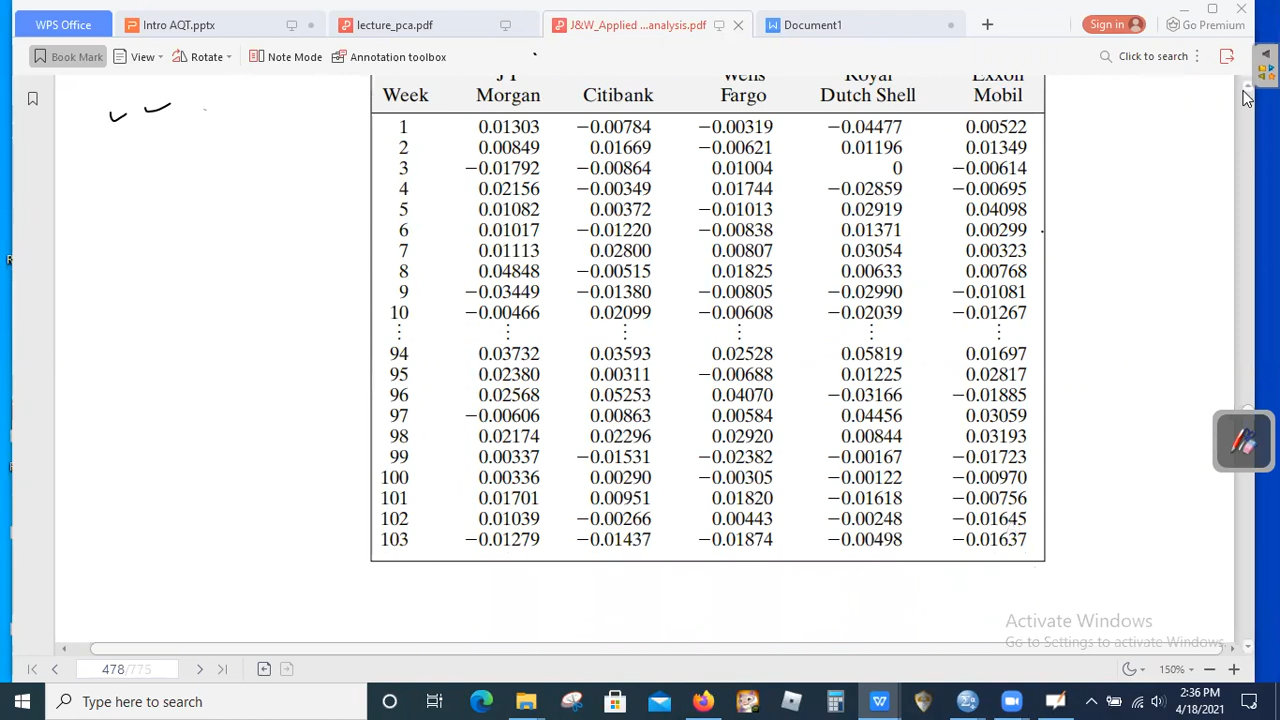 WPS Office Intro AQT.pptx lecture_pca.pdf J&W_Applied ...analysis.pdf Document1 Sign in Go Premium
Book Mark View Rotate Note Mode Annotation toolbox Click to search
J P Wells Royal Exxon
Week Morgan Citibank Fargo Dutch Shell Mobil
1 0.01303 −0.00784 −0.00319 −0.04477 0.00522
2 0.00849 0.01669 −0.00621 0.01196 0.01349
3 −0.01792 −0.00864 0.01004 0 −0.00614
4 0.02156 −0.00349 0.01744 −0.02859 −0.00695
5 0.01082 0.00372 −0.01013 0.02919 0.04098
6 0.01017 −0.01220 −0.00838 0.01371 0.00299
7 0.01113 0.02800 0.00807 0.03054 0.00323
8 0.04848 −0.00515 0.01825 0.00633 0.00768
9 −0.03449 −0.01380 −0.00805 −0.02990 −0.01081
10 −0.00466 0.02099 −0.00608 −0.02039 −0.01267
⋮ ⋮ ⋮ ⋮ ⋮ ⋮
94 0.03732 0.03593 0.02528 0.05819 0.01697
95 0.02380 0.00311 −0.00688 0.01225 0.02817
96 0.02568 0.05253 0.04070 −0.03166 −0.01885
97 −0.00606 0.00863 0.00584 0.04456 0.03059
98 0.02174 0.02296 0.02920 0.00844 0.03193
99 0.00337 −0.01531 −0.02382 −0.00167 −0.01723
100 0.00336 0.00290 −0.00305 −0.00122 −0.00970
101 0.01701 0.00951 0.01820 −0.01618 −0.00756
102 0.01039 −0.00266 0.00443 −0.00248 −0.01645
103 −0.01279 −0.01437 −0.01874 −0.00498 −0.01637
Activate Windows
Go to Settings to activate Windows.
478/775 150%
Type here to search 2:36 PM
4/18/2021